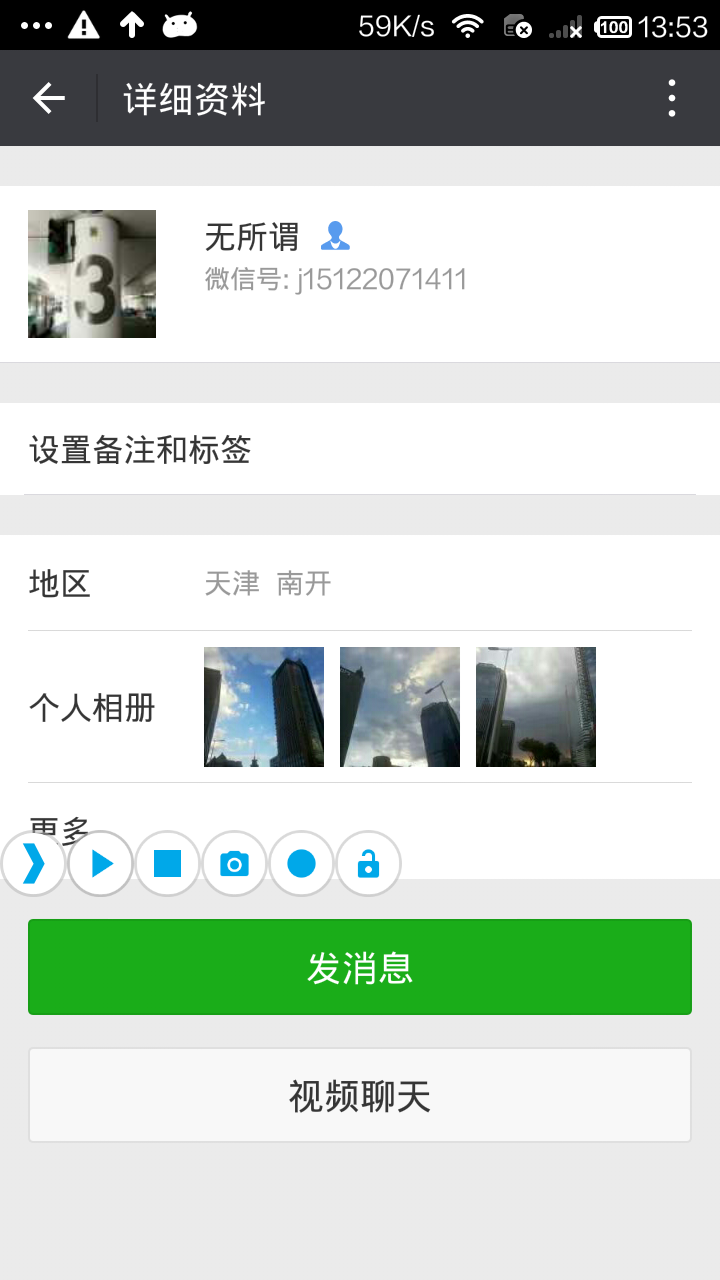 59K/s 100 13:53
详细资料
3
无所谓
微信号: j15122071411
设置备注和标签
地区 天津 南开
个人相册
更多
发消息
视频聊天